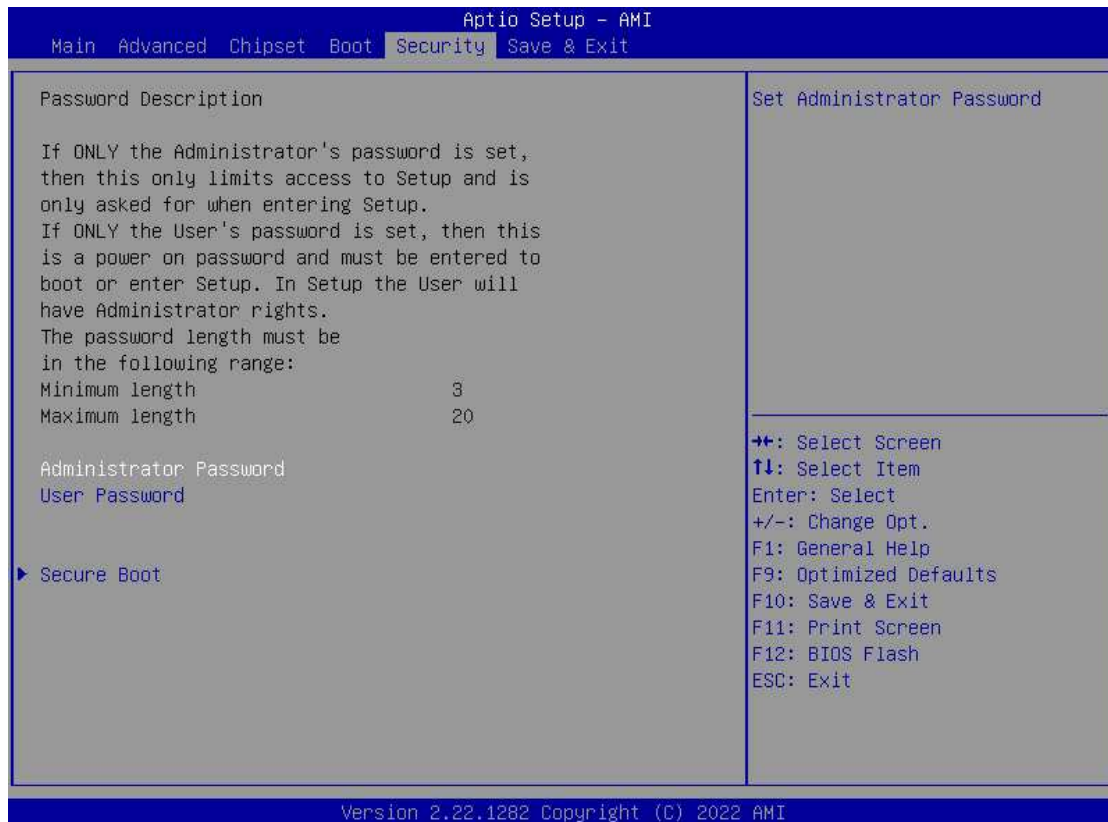 Aptio Setup – AMI
Main Advanced Chipset Boot Security Save & Exit
Password Description
If ONLY the Administrator's password is set,
then this only limits access to Setup and is
only asked for when entering Setup.
If ONLY the User's password is set, then this
is a power on password and must be entered to
boot or enter Setup. In Setup the User will
have Administrator rights.
The password length must be
in the following range:
Minimum length 3
Maximum length 20
Administrator Password
User Password
▶ Secure Boot
Set Administrator Password
→←: Select Screen
↑↓: Select Item
Enter: Select
+/-: Change Opt.
F1: General Help
F9: Optimized Defaults
F10: Save & Exit
F11: Print Screen
F12: BIOS Flash
ESC: Exit
Version 2.22.1282 Copyright (C) 2022 AMI